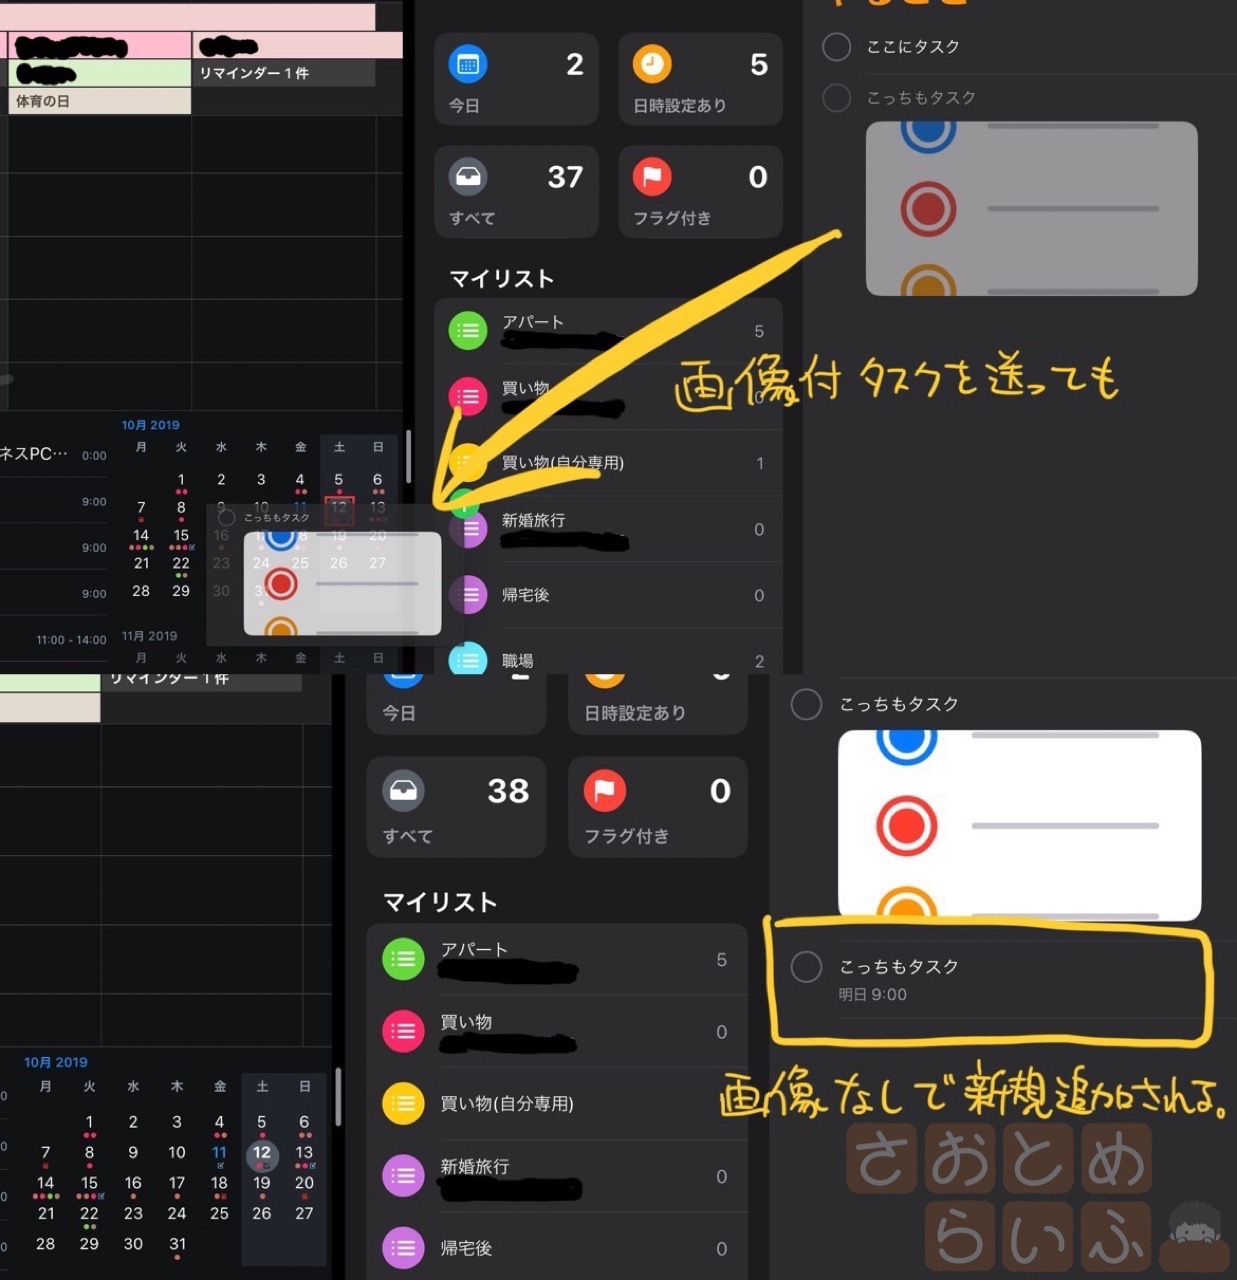 やること
リマインダー1件
体育の日
今日
2
日時設定あり
5
すべて
37
フラグ付き
0
ここにタスク
こっちもタスク
マイリスト
アパート
5
買い物
0
買い物(自分専用)
1
新婚旅行
0
帰宅後
0
職場
2
画像付タスクを送っても
ネスPC…
0:00
9:00
9:00
9:00
11:00 - 14:00
10月 2019
月 火 水 木 金 土 日
1 2 3 4 5 6
7 8 9 10 11 12 13
14 15 16 17 18 19 20
21 22 23 24 25 26 27
28 29 30 31
11月 2019
月 火 水 木 金 土 日
こっちもタスク
リマインダー1件
今日
日時設定あり
すべて
38
フラグ付き
0
マイリスト
アパート
5
買い物
0
買い物(自分専用)
新婚旅行
0
帰宅後
0
こっちもタスク
こっちもタスク
明日 9:00
画像なしで新規追加される。
10月 2019
月 火 水 木 金 土 日
1 2 3 4 5 6
7 8 9 10 11 12 13
14 15 16 17 18 19 20
21 22 23 24 25 26 27
28 29 30 31
さおとめ
らいふ